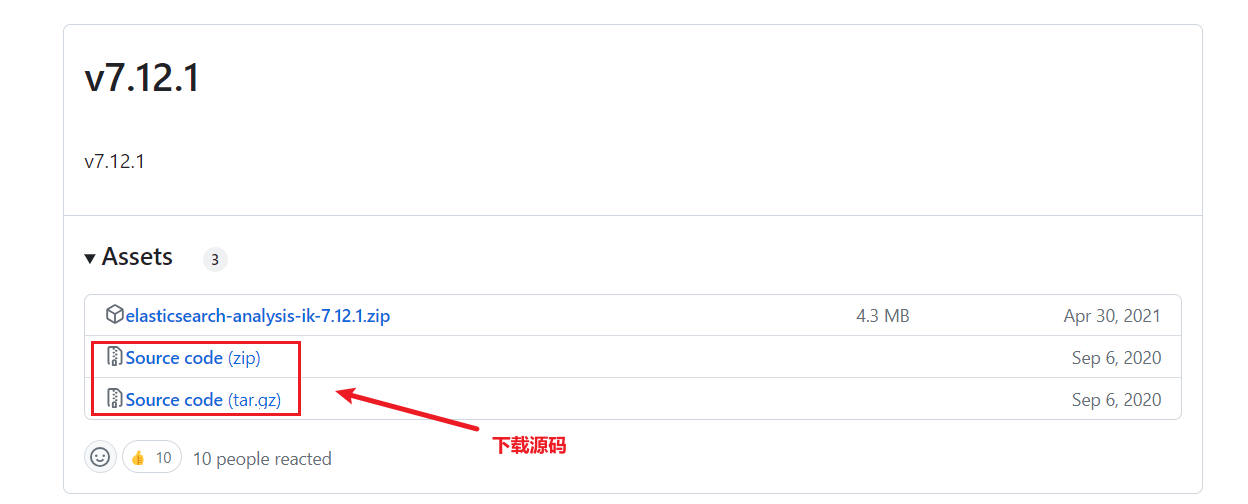 v7.12.1
v7.12.1
Assets 3
elasticsearch-analysis-ik-7.12.1.zip 4.3 MB Apr 30, 2021
Source code (zip) Sep 6, 2020
Source code (tar.gz) Sep 6, 2020
下载源码
10 10 people reacted